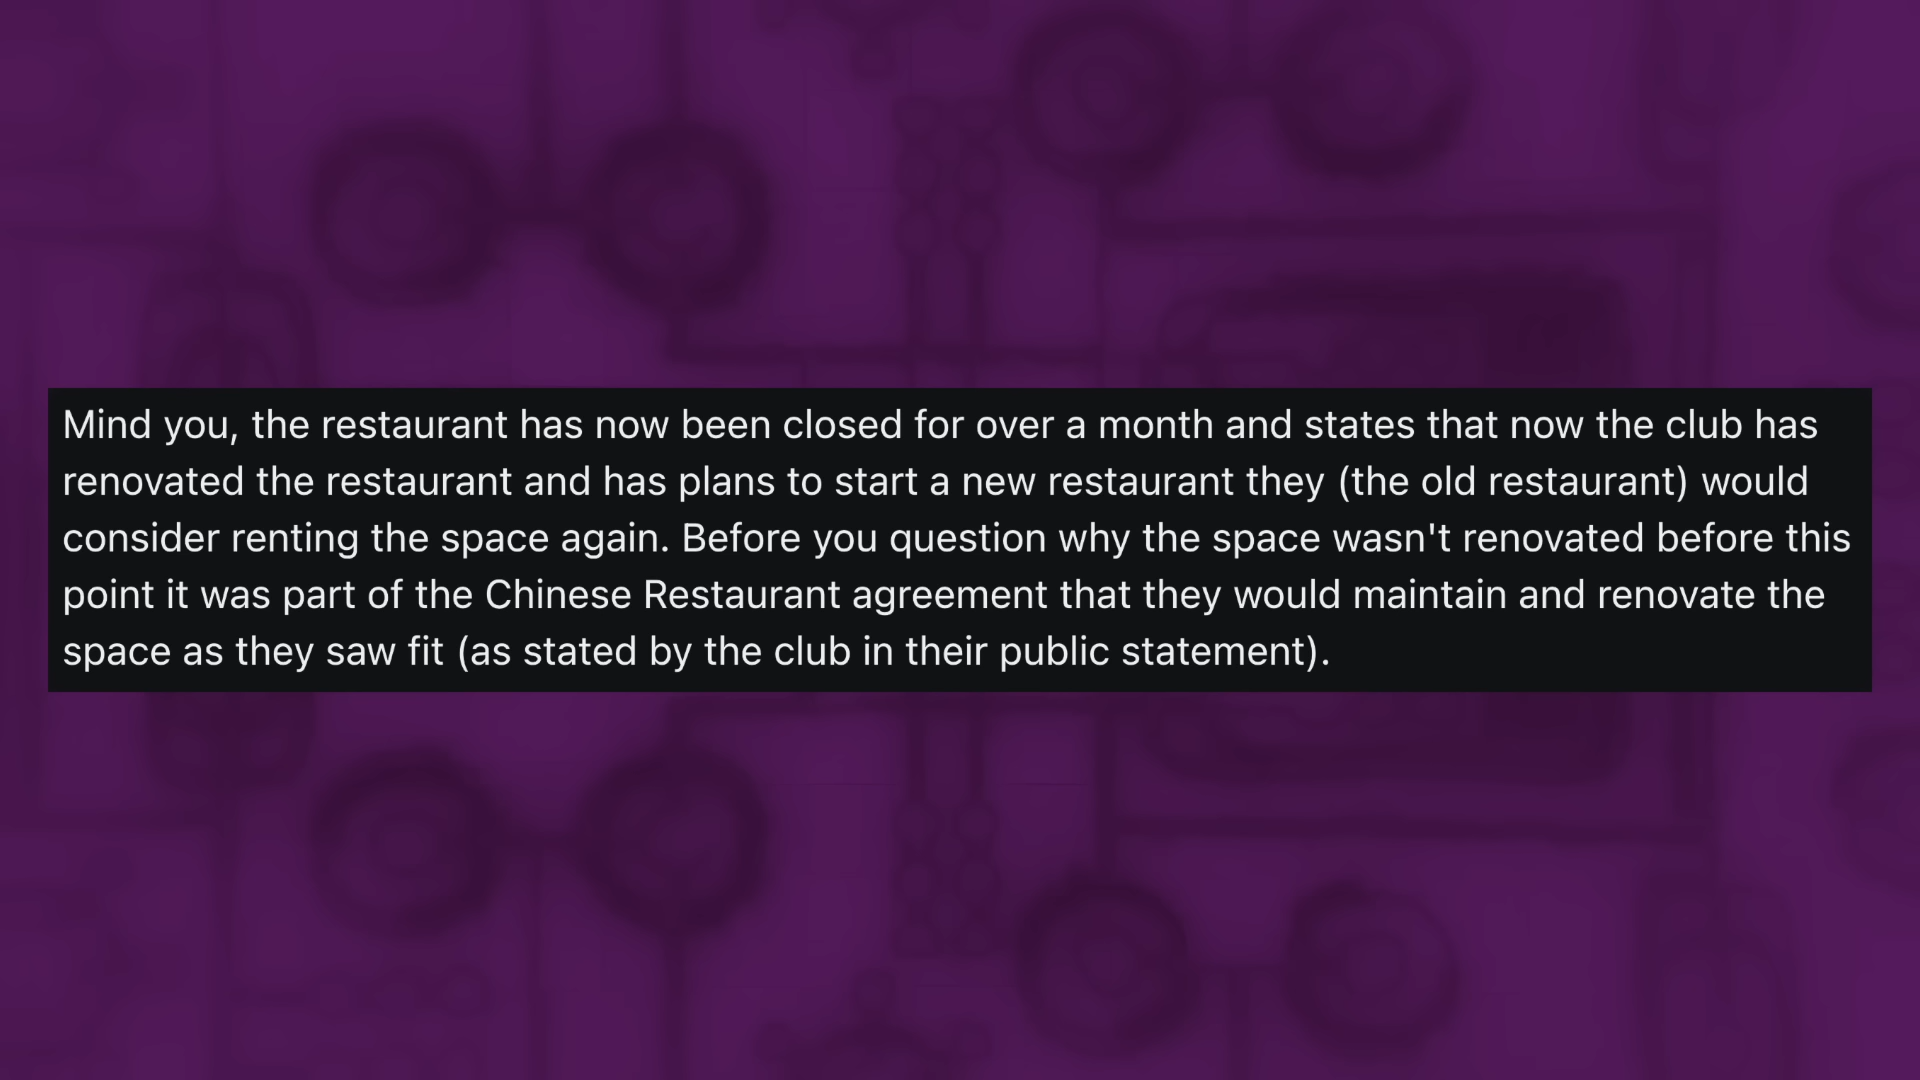 Mind you, the restaurant has now been closed for over a month and states that now the club has
renovated the restaurant and has plans to start a new restaurant they (the old restaurant) would
consider renting the space again. Before you question why the space wasn't renovated before this
point it was part of the Chinese Restaurant agreement that they would maintain and renovate the
space as they saw fit (as stated by the club in their public statement).